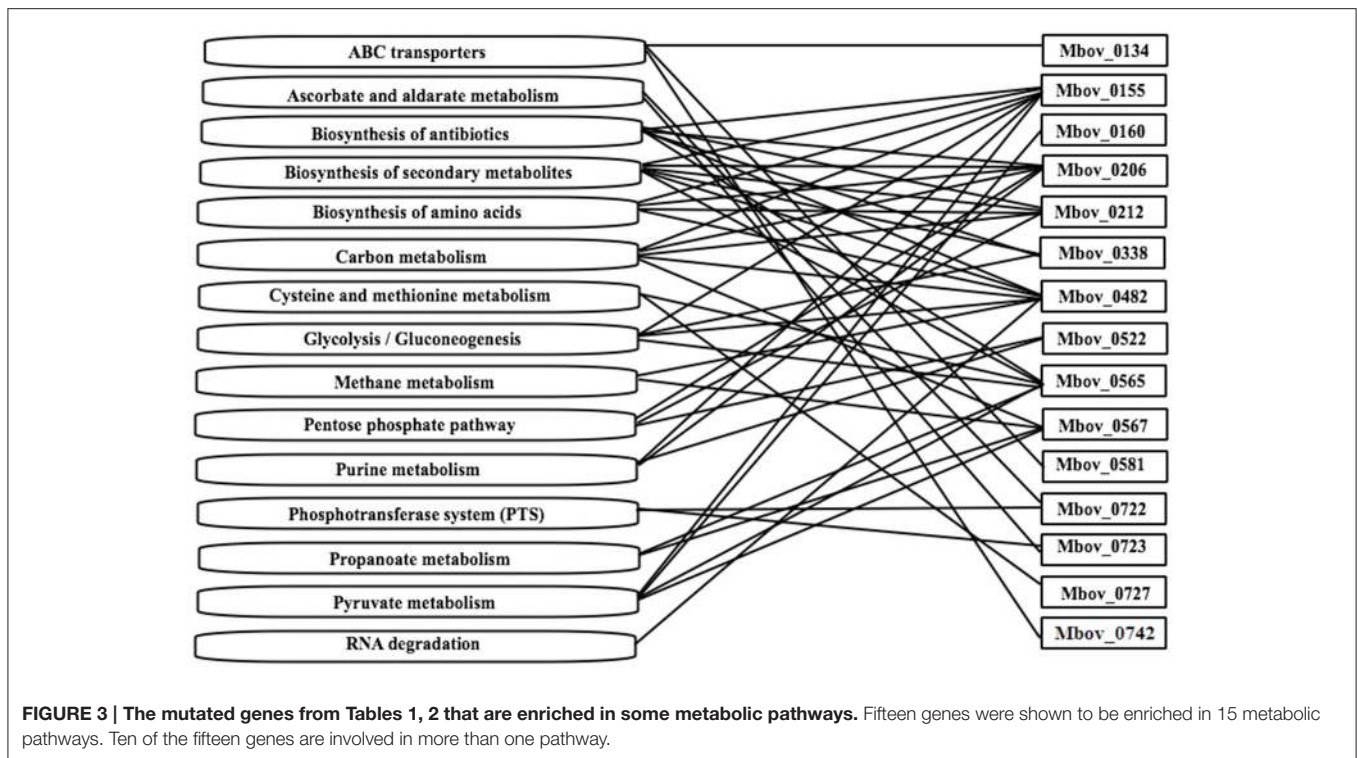 ABC transporters
Ascorbate and aldarate metabolism
Biosynthesis of antibiotics
Biosynthesis of secondary metabolites
Biosynthesis of amino acids
Carbon metabolism
Cysteine and methionine metabolism
Glycolysis / Gluconeogenesis
Methane metabolism
Pentose phosphate pathway
Purine metabolism
Phosphotransferase system (PTS)
Propanoate metabolism
Pyruvate metabolism
RNA degradation
Mbov_0134
Mbov_0155
Mbov_0160
Mbov_0206
Mbov_0212
Mbov_0338
Mbov_0482
Mbov_0522
Mbov_0565
Mbov_0567
Mbov_0581
Mbov_0722
Mbov_0723
Mbov_0727
Mbov_0742
FIGURE 3 | The mutated genes from Tables 1, 2 that are enriched in some metabolic pathways. Fifteen genes were shown to be enriched in 15 metabolic
pathways. Ten of the fifteen genes are involved in more than one pathway.